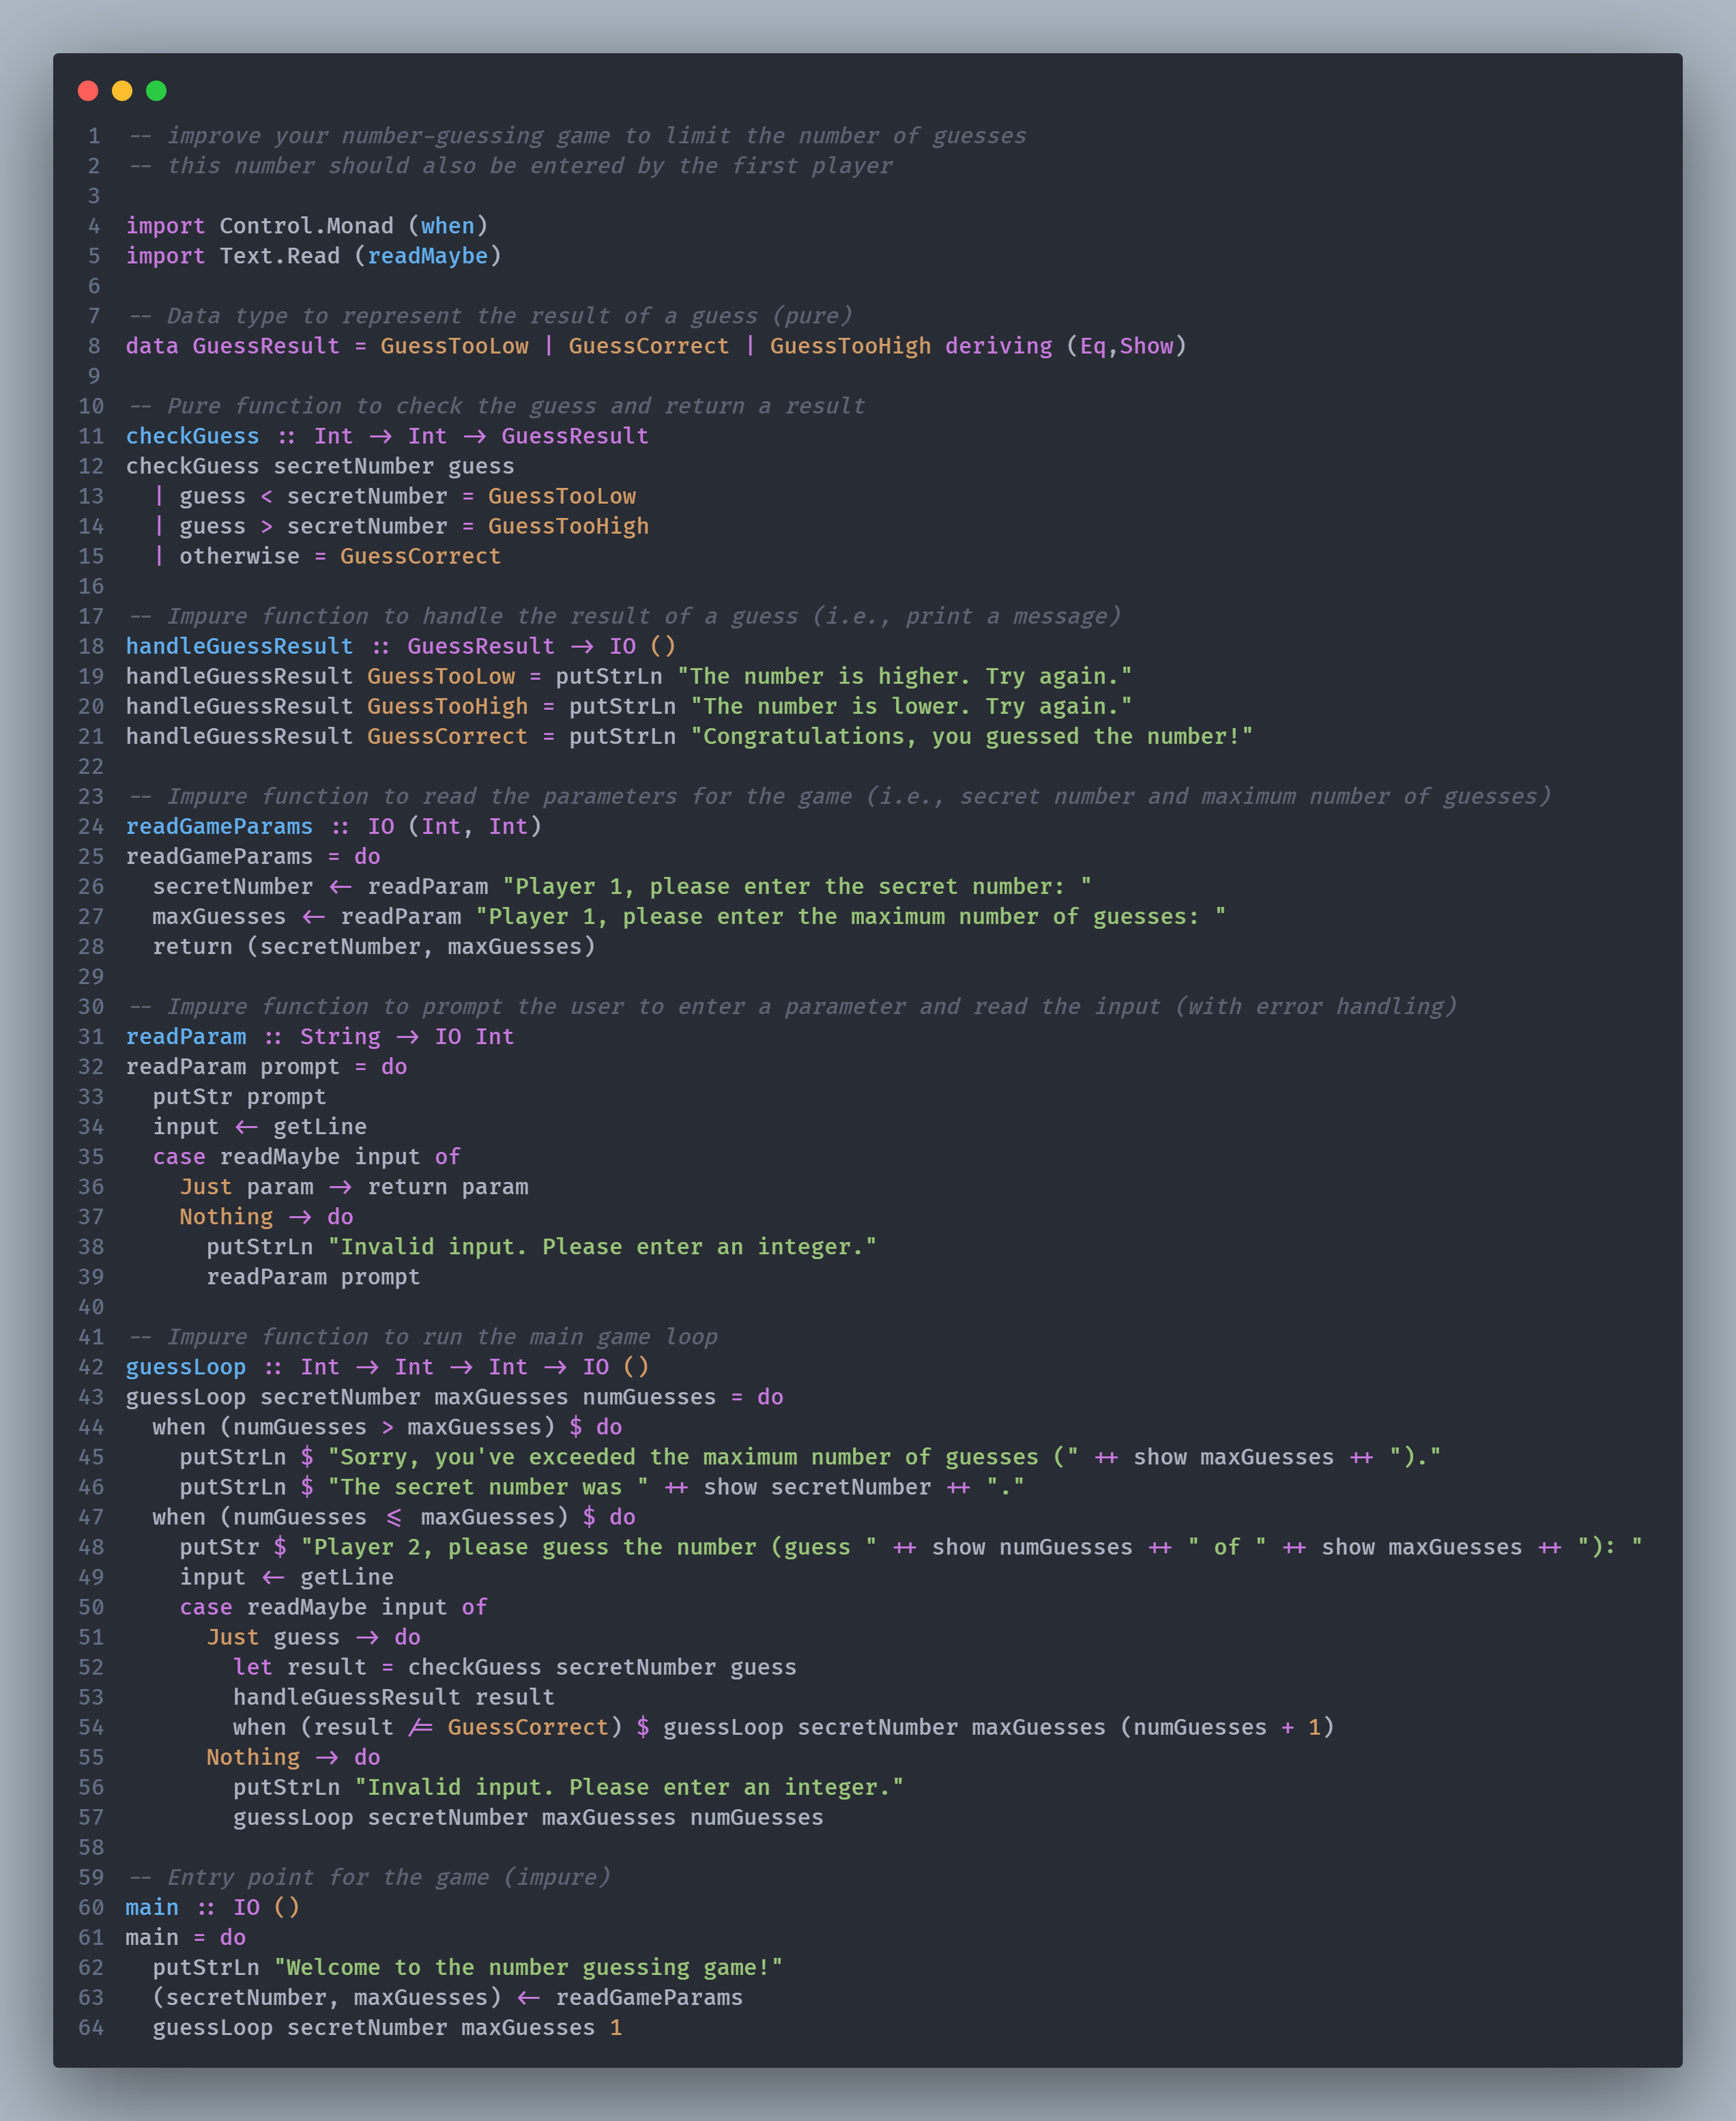 1 -- improve your number-guessing game to limit the number of guesses
2 -- this number should also be entered by the first player
3
4 import Control.Monad (when)
5 import Text.Read (readMaybe)
6
7 -- Data type to represent the result of a guess (pure)
8 data GuessResult = GuessTooLow | GuessCorrect | GuessTooHigh deriving (Eq,Show)
9
10 -- Pure function to check the guess and return a result
11 checkGuess :: Int -> Int -> GuessResult
12 checkGuess secretNumber guess
13   | guess < secretNumber = GuessTooLow
14   | guess > secretNumber = GuessTooHigh
15   | otherwise = GuessCorrect
16
17 -- Impure function to handle the result of a guess (i.e., print a message)
18 handleGuessResult :: GuessResult -> IO ()
19 handleGuessResult GuessTooLow = putStrLn "The number is higher. Try again."
20 handleGuessResult GuessTooHigh = putStrLn "The number is lower. Try again."
21 handleGuessResult GuessCorrect = putStrLn "Congratulations, you guessed the number!"
22
23 -- Impure function to read the parameters for the game (i.e., secret number and maximum number of guesses)
24 readGameParams :: IO (Int, Int)
25 readGameParams = do
26   secretNumber <- readParam "Player 1, please enter the secret number: "
27   maxGuesses <- readParam "Player 1, please enter the maximum number of guesses: "
28   return (secretNumber, maxGuesses)
29
30 -- Impure function to prompt the user to enter a parameter and read the input (with error handling)
31 readParam :: String -> IO Int
32 readParam prompt = do
33   putStr prompt
34   input <- getLine
35   case readMaybe input of
36     Just param -> return param
37     Nothing -> do
38       putStrLn "Invalid input. Please enter an integer."
39       readParam prompt
40
41 -- Impure function to run the main game loop
42 guessLoop :: Int -> Int -> Int -> IO ()
43 guessLoop secretNumber maxGuesses numGuesses = do
44   when (numGuesses > maxGuesses) $ do
45     putStrLn $ "Sorry, you've exceeded the maximum number of guesses (" ++ show maxGuesses ++ ")."
46     putStrLn $ "The secret number was " ++ show secretNumber ++ "."
47   when (numGuesses <= maxGuesses) $ do
48     putStr $ "Player 2, please guess the number (guess " ++ show numGuesses ++ " of " ++ show maxGuesses ++ "): "
49     input <- getLine
50     case readMaybe input of
51       Just guess -> do
52         let result = checkGuess secretNumber guess
53         handleGuessResult result
54         when (result /= GuessCorrect) $ guessLoop secretNumber maxGuesses (numGuesses + 1)
55       Nothing -> do
56         putStrLn "Invalid input. Please enter an integer."
57         guessLoop secretNumber maxGuesses numGuesses
58
59 -- Entry point for the game (impure)
60 main :: IO ()
61 main = do
62   putStrLn "Welcome to the number guessing game!"
63   (secretNumber, maxGuesses) <- readGameParams
64   guessLoop secretNumber maxGuesses 1